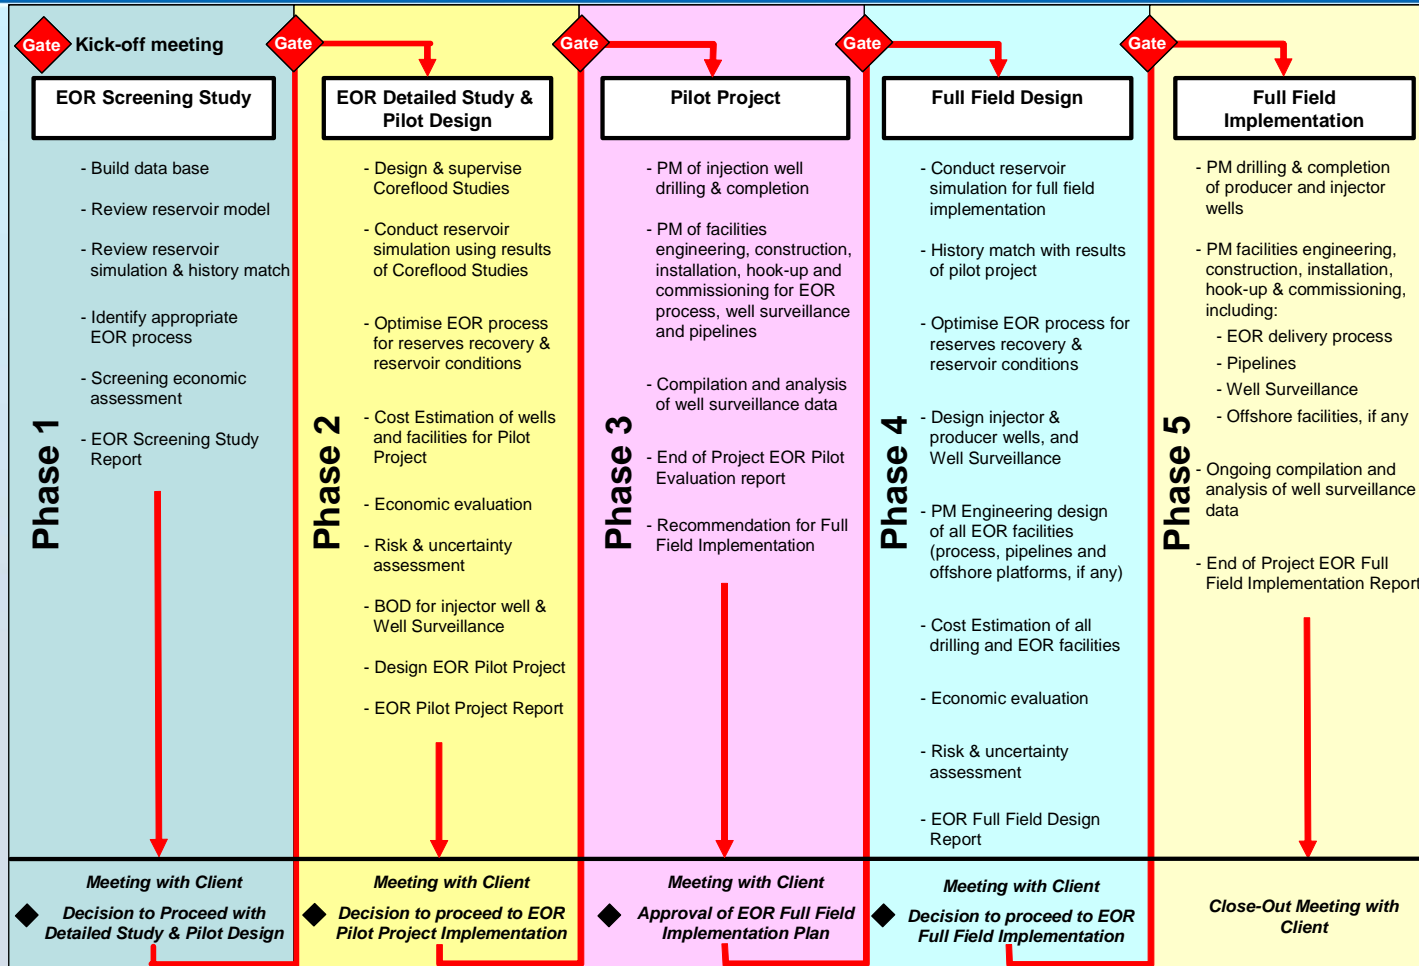 Gate Kick-off meeting
EOR Screening Study
- Build data base
- Review reservoir model
- Review reservoir
simulation & history match
- Identify appropriate
EOR process
- Screening economic
assessment
- EOR Screening Study
Report
Phase 1
Meeting with Client
Decision to Proceed with
Detailed Study & Pilot Design
Gate
EOR Detailed Study &
Pilot Design
- Design & supervise
Coreflood Studies
- Conduct reservoir
simulation using results
of Coreflood Studies
- Optimise EOR process
for reserves recovery &
reservoir conditions
- Cost Estimation of wells
and facilities for Pilot
Project
- Economic evaluation
- Risk & uncertainty
assessment
- BOD for injector well &
Well Surveillance
- Design EOR Pilot Project
- EOR Pilot Project Report
Phase 2
Meeting with Client
Decision to proceed to EOR
Pilot Project Implementation
Gate
Pilot Project
- PM of injection well
drilling & completion
- PM of facilities
engineering, construction,
installation, hook-up and
commissioning for EOR
process, well surveillance
and pipelines
- Compilation and analysis
of well surveillance data
- End of Project EOR Pilot
Evaluation report
- Recommendation for Full
Field Implementation
Phase 3
Meeting with Client
Approval of EOR Full Field
Implementation Plan
Gate
Full Field Design
- Conduct reservoir
simulation for full field
implementation
- History match with results
of pilot project
- Optimise EOR process for
reserves recovery &
reservoir conditions
- Design injector &
producer wells, and
Well Surveillance
- PM Engineering design
of all EOR facilities
(process, pipelines and
offshore platforms, if any)
- Cost Estimation of all
drilling and EOR facilities
- Economic evaluation
- Risk & uncertainty
assessment
- EOR Full Field Design
Report
Phase 4
Meeting with Client
Decision to proceed to EOR
Full Field Implementation
Gate
Full Field
Implementation
- PM drilling & completion
of producer and injector
wells
- PM facilities engineering,
construction, installation,
hook-up & commissioning,
including:
- EOR delivery process
- Pipelines
- Well Surveillance
- Offshore facilities, if any
- Ongoing compilation and
analysis of well surveillance
data
- End of Project EOR Full
Field Implementation Report
Phase 5
Close-Out Meeting with
Client